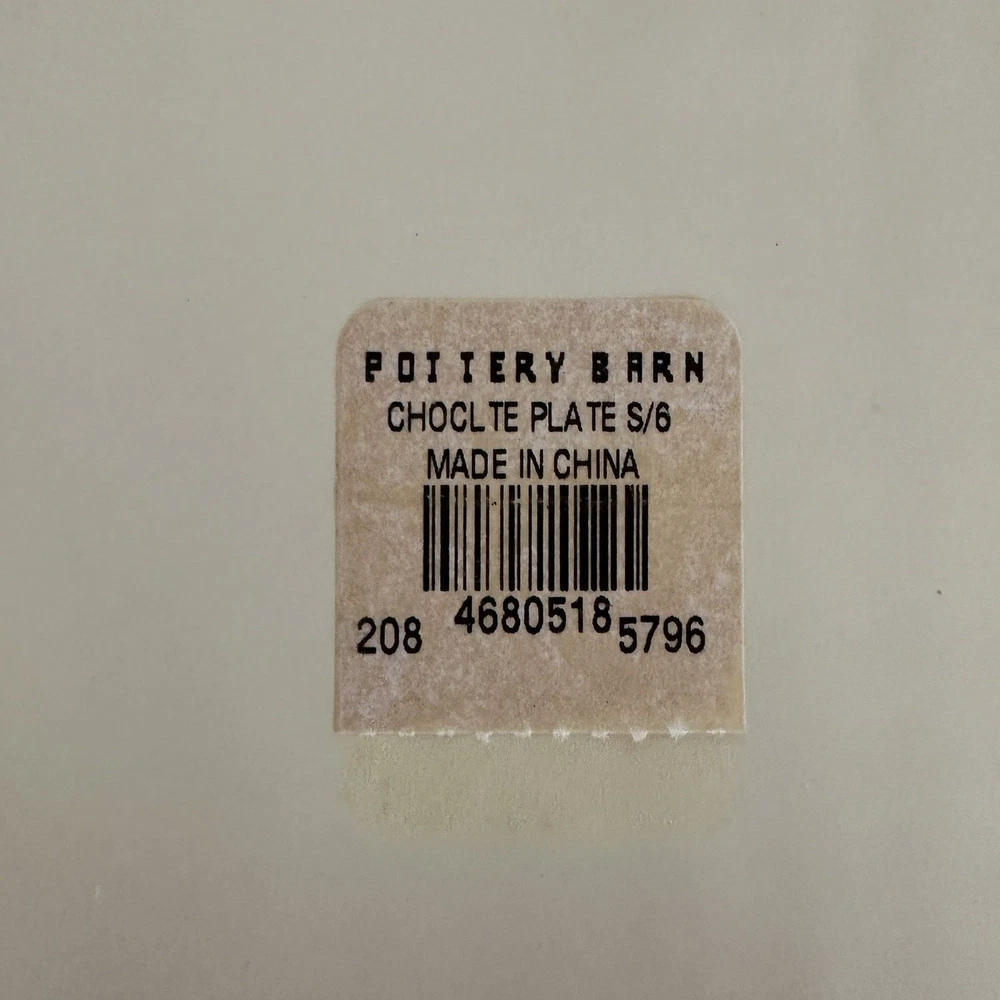 POTTERY BARN
CHOCLTE PLATE S/6
MADE IN CHINA
208 4680518 5796